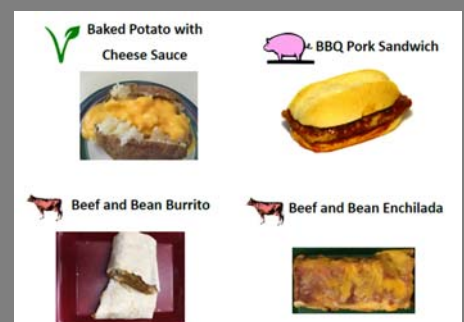 Baked Potato with
Cheese Sauce
BBQ Pork Sandwich
Beef and Bean Burrito
Beef and Bean Enchilada